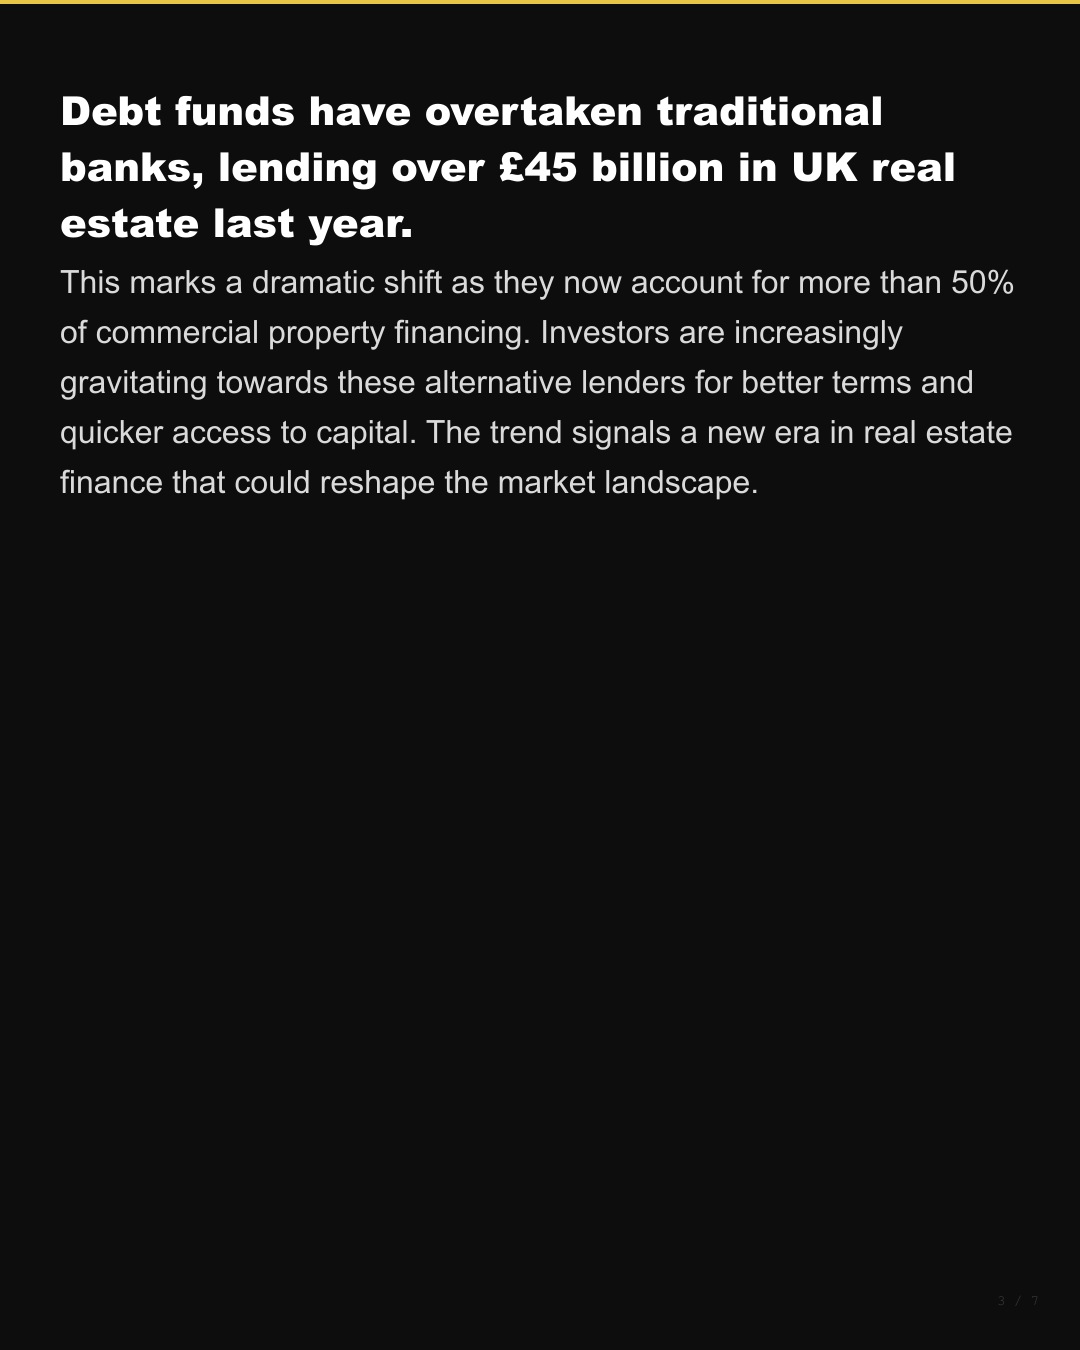 Debt funds have overtaken traditional
banks, lending over £45 billion in UK real
estate last year.
This marks a dramatic shift as they now account for more than 50%
of commercial property financing. Investors are increasingly
gravitating towards these alternative lenders for better terms and
quicker access to capital. The trend signals a new era in real estate
finance that could reshape the market landscape.
3 / 7